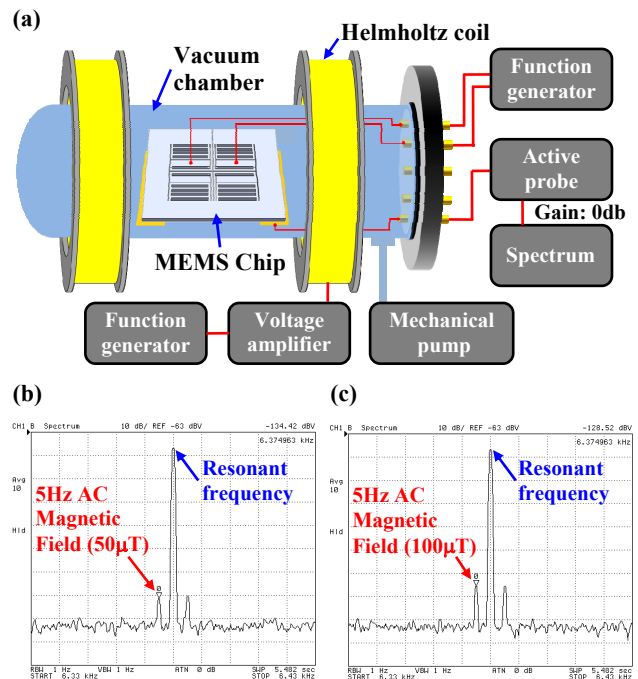 (a)
Helmholtz coil
Vacuum
chamber
Function
generator
Active
probe
Gain: 0db
Spectrum
MEMS Chip
Function
generator
Voltage
amplifier
Mechanical
pump
(b)
CH1 B Spectrum 10 dB/ REF -63 dBV -134.42 dBV
6.374963 kHz
Avg
10
Hld
Resonant
frequency
5Hz AC
Magnetic
Field (50μT)
0
RBW 1 Hz VBW 1 Hz ATN 0 dB SWP 5.482 sec
START 6.33 kHz STOP 6.43 kHz
(c)
CH1 B Spectrum 10 dB/ REF -63 dBV -128.52 dBV
6.374963 kHz
Avg
10
Hld
Resonant
frequency
5Hz AC
Magnetic
Field (100μT)
0
RBW 1 Hz VBW 1 Hz ATN 0 dB SWP 5.482 sec
START 6.33 kHz STOP 6.43 kHz